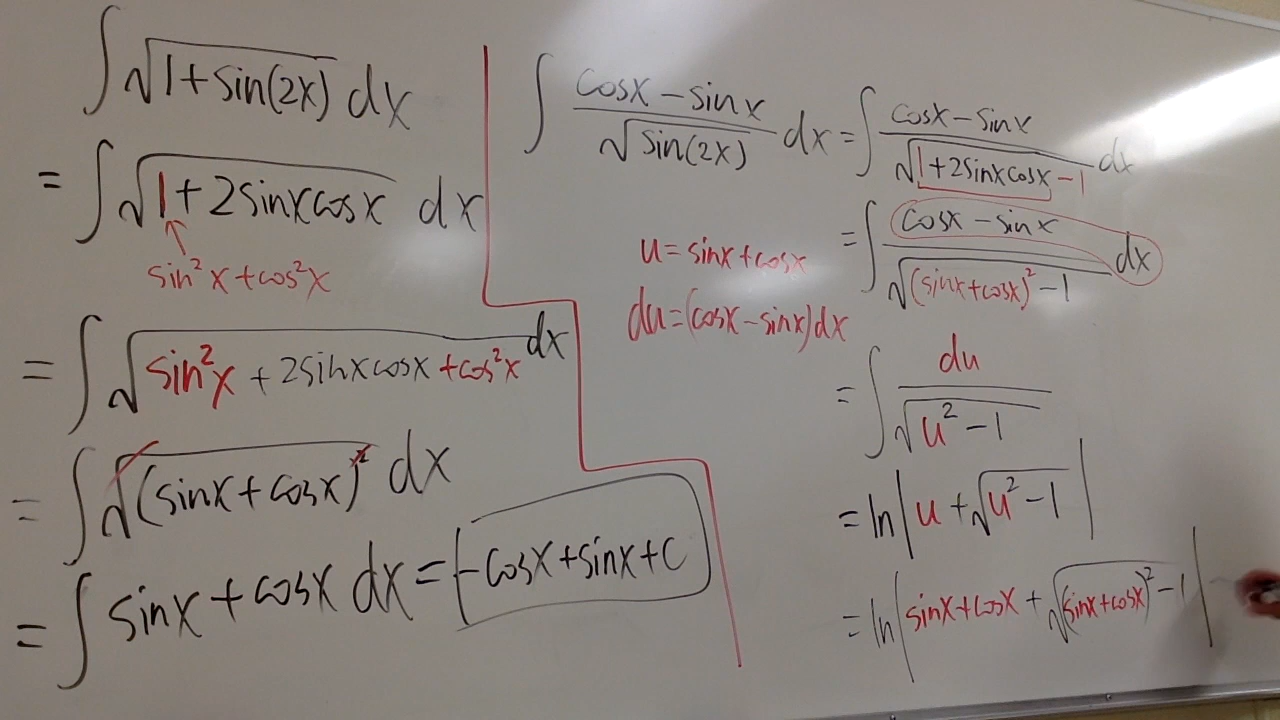 ∫ √(1+sin(2x)) dx
= ∫ √(1+2sinxcosx) dx
sin²x+cos²x
= ∫ √(sin²x + 2sinxcosx + cos²x) dx
= ∫ √((sinx+cosx)²) dx
= ∫ sinx+cosx dx = -cosx+sinx+C
∫ (cosx-sinx)/√(sin(2x)) dx = ∫ (cosx-sinx)/√(1+2sinxcosx-1) dx
= ∫ (cosx-sinx)/√((sinx+cosx)²-1) dx
u=sinx+cosx
du=(cosx-sinx)dx
= ∫ du/√(u²-1)
= ln|u+√(u²-1)|
= ln|sinx+cosx+√((sinx+cosx)²-1)|